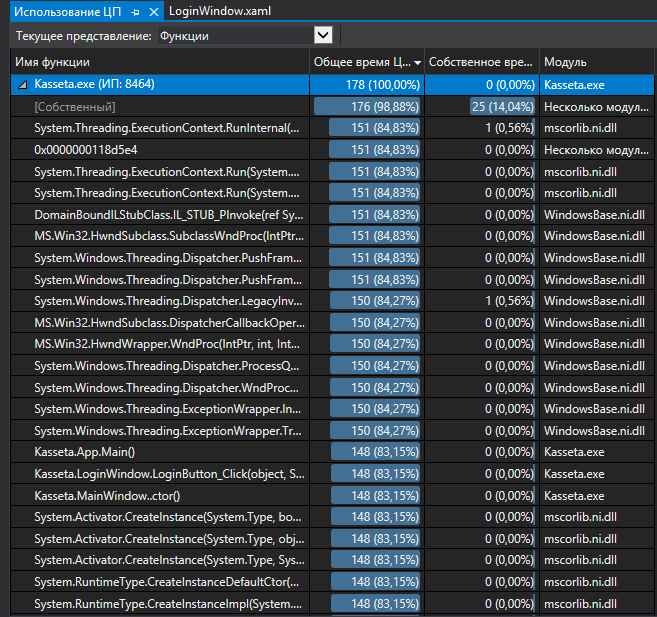 Использование ЦП LoginWindow.xaml
Текущее представление: Функции
Имя функции Общее время Ц... Собственное вре... Модуль
Kasseta.exe (ИП: 8464) 178 (100,00%) 0 (0,00%) Kasseta.exe
[Собственный] 176 (98,88%) 25 (14,04%) Несколько модул...
System.Threading.ExecutionContext.RunInternal(... 151 (84,83%) 1 (0,56%) mscorlib.ni.dll
0x0000000118d5e4 151 (84,83%) 0 (0,00%) Несколько модул...
System.Threading.ExecutionContext.Run(System.... 151 (84,83%) 0 (0,00%) mscorlib.ni.dll
System.Threading.ExecutionContext.Run(System.... 151 (84,83%) 0 (0,00%) mscorlib.ni.dll
DomainBoundILStubClass.IL_STUB_PInvoke(ref Sy... 151 (84,83%) 0 (0,00%) WindowsBase.ni.dll
MS.Win32.HwndSubclass.SubclassWndProc(IntPtr... 151 (84,83%) 0 (0,00%) WindowsBase.ni.dll
System.Windows.Threading.Dispatcher.PushFram... 151 (84,83%) 0 (0,00%) WindowsBase.ni.dll
System.Windows.Threading.Dispatcher.PushFram... 151 (84,83%) 0 (0,00%) WindowsBase.ni.dll
System.Windows.Threading.Dispatcher.LegacyInv... 150 (84,27%) 1 (0,56%) WindowsBase.ni.dll
MS.Win32.HwndSubclass.DispatcherCallbackOper... 150 (84,27%) 0 (0,00%) WindowsBase.ni.dll
MS.Win32.HwndWrapper.WndProc(IntPtr, int, Int... 150 (84,27%) 0 (0,00%) WindowsBase.ni.dll
System.Windows.Threading.Dispatcher.ProcessQ... 150 (84,27%) 0 (0,00%) WindowsBase.ni.dll
System.Windows.Threading.Dispatcher.WndProc... 150 (84,27%) 0 (0,00%) WindowsBase.ni.dll
System.Windows.Threading.ExceptionWrapper.In... 150 (84,27%) 0 (0,00%) WindowsBase.ni.dll
System.Windows.Threading.ExceptionWrapper.Tr... 150 (84,27%) 0 (0,00%) WindowsBase.ni.dll
Kasseta.App.Main() 148 (83,15%) 0 (0,00%) Kasseta.exe
Kasseta.LoginWindow.LoginButton_Click(object, S... 148 (83,15%) 0 (0,00%) Kasseta.exe
Kasseta.MainWindow..ctor() 148 (83,15%) 0 (0,00%) Kasseta.exe
System.Activator.CreateInstance(System.Type, bo... 148 (83,15%) 0 (0,00%) mscorlib.ni.dll
System.Activator.CreateInstance(System.Type, obj... 148 (83,15%) 0 (0,00%) mscorlib.ni.dll
System.Activator.CreateInstance(System.Type, Sys... 148 (83,15%) 0 (0,00%) mscorlib.ni.dll
System.RuntimeType.CreateInstanceDefaultCtor(... 148 (83,15%) 0 (0,00%) mscorlib.ni.dll
System.RuntimeType.CreateInstanceImpl(System.... 148 (83,15%) 0 (0,00%) mscorlib.ni.dll